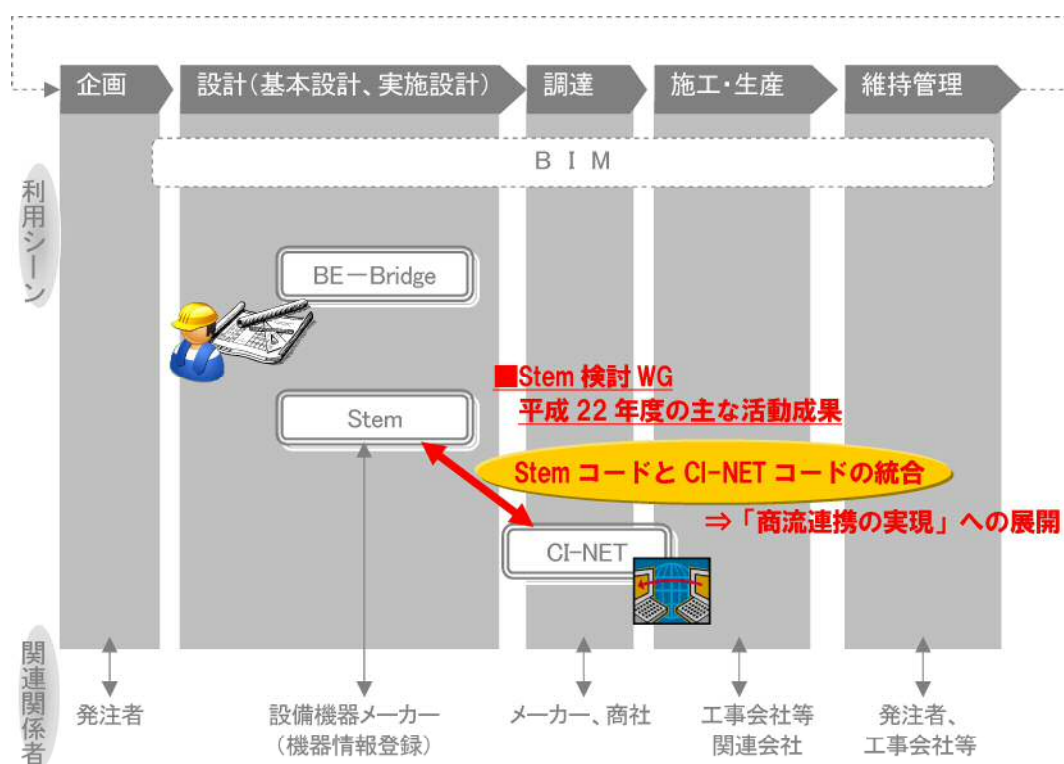 企画
設計(基本設計、実施設計)
調達
施工・生産
維持管理
BIM
利用シーン
BE－Bridge
■Stem 検討 WG
平成 22 年度の主な活動成果
Stem
Stem コードと CI-NET コードの統合
⇒「商流連携の実現」への展開
CI-NET
関連関係者
発注者
設備機器メーカー
(機器情報登録)
メーカー、商社
工事会社等
関連会社
発注者、
工事会社等